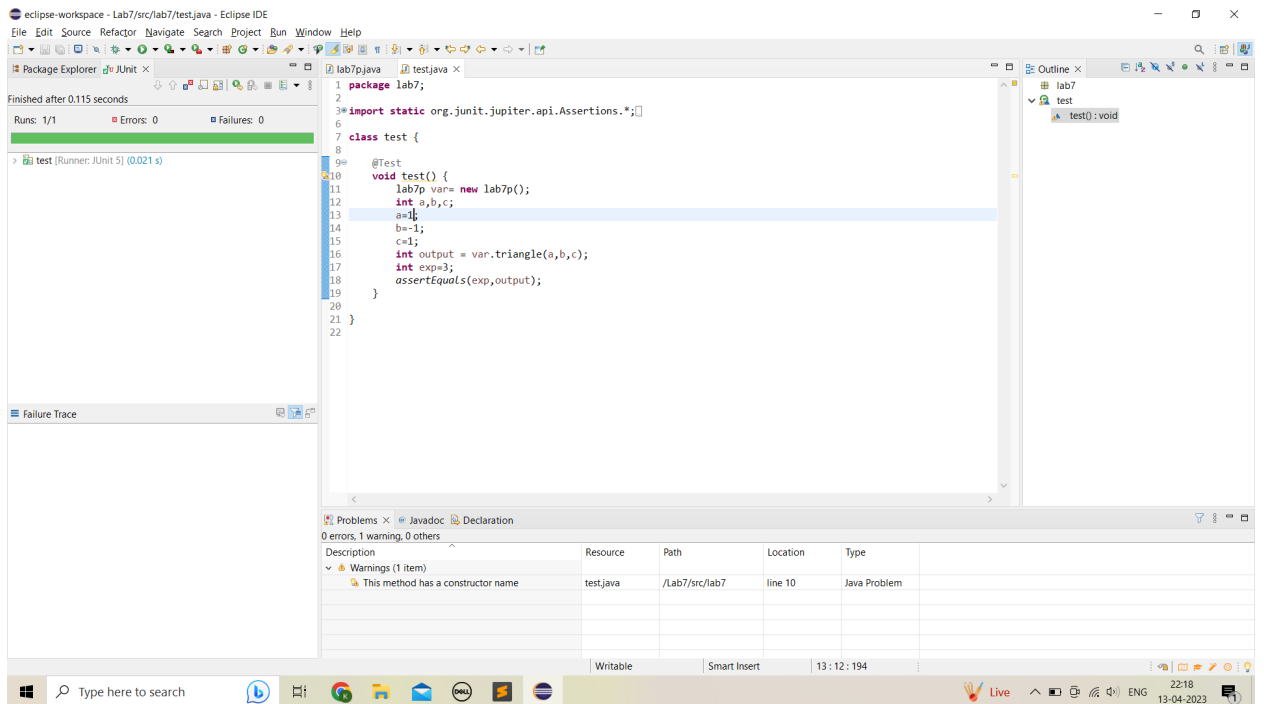 eclipse-workspace - Lab7/src/lab7/test.java - Eclipse IDE
File Edit Source Refactor Navigate Search Project Run Window Help
Package Explorer JUnit
Finished after 0.115 seconds
Runs: 1/1 Errors: 0 Failures: 0
test [Runner: JUnit 5] (0.021 s)
Failure Trace
lab7p.java test.java
1 package lab7;
2
3 import static org.junit.jupiter.api.Assertions.*;
6
7 class test {
8
9 @Test
10 void test() {
11 lab7p var= new lab7p();
12 int a,b,c;
13 a=1;
14 b=-1;
15 c=1;
16 int output = var.triangle(a,b,c);
17 int exp=3;
18 assertEquals(exp,output);
19 }
20
21 }
22
Outline
lab7
test
test() : void
Problems Javadoc Declaration
0 errors, 1 warning, 0 others
Description Resource Path Location Type
Warnings (1 item)
This method has a constructor name test.java /Lab7/src/lab7 line 10 Java Problem
Writable Smart Insert 13 : 12 : 194
Type here to search
DELL
Live
ENG
22:18
13-04-2023
1